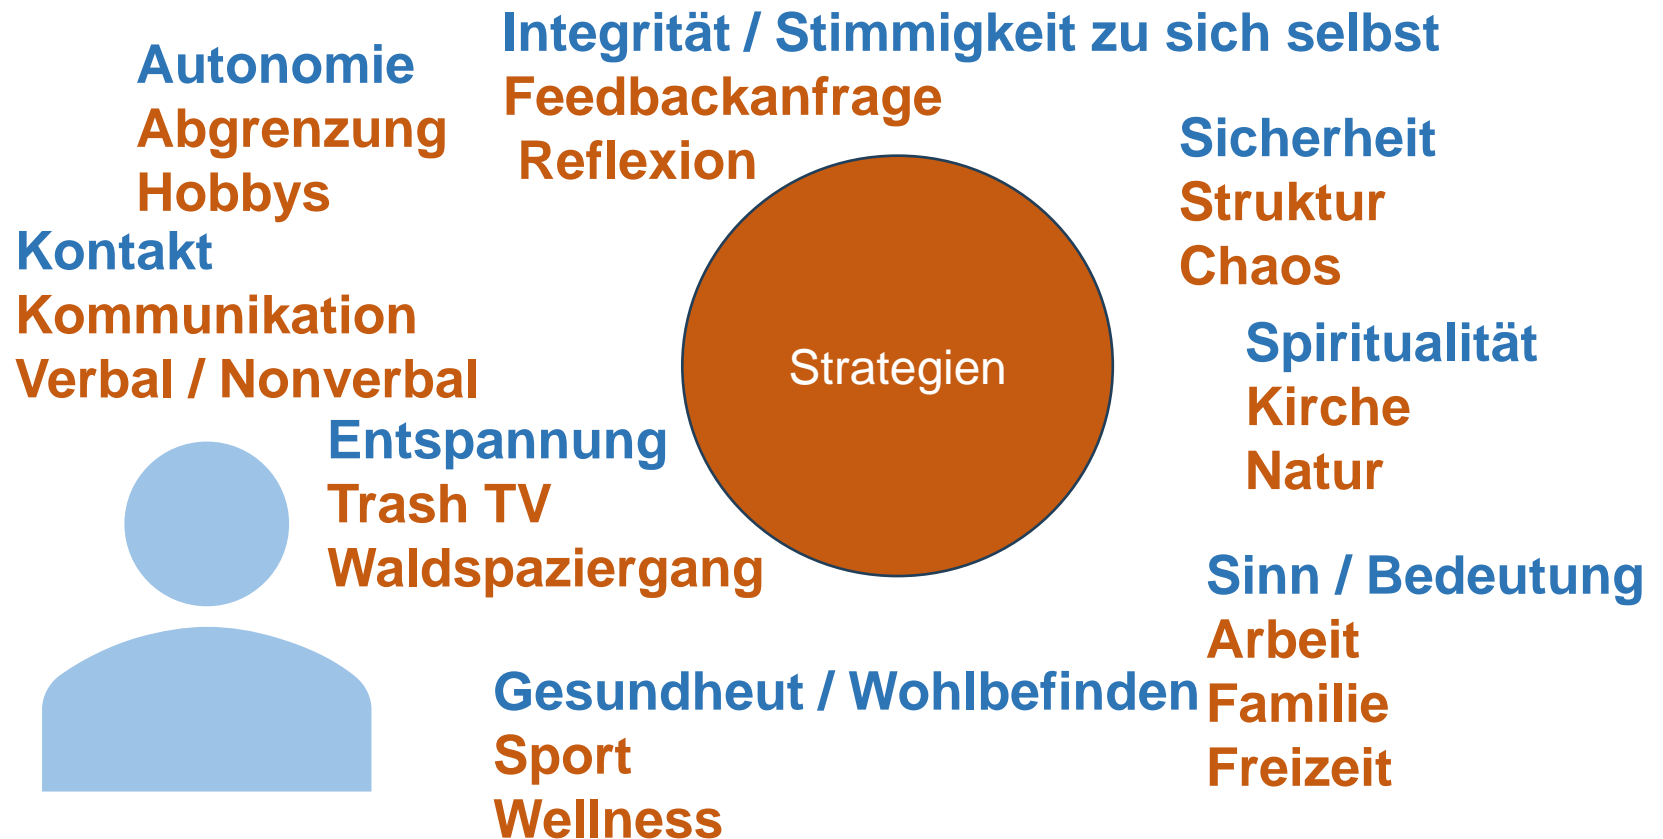 Autonomie
Abgrenzung
Hobbys
Integrität / Stimmigkeit zu sich selbst
Feedbackanfrage
Reflexion
Sicherheit
Struktur
Chaos
Kontakt
Kommunikation
Verbal / Nonverbal
Strategien
Spiritualität
Kirche
Natur
Entspannung
Trash TV
Waldspaziergang
Sinn / Bedeutung
Arbeit
Familie
Freizeit
Gesundheut / Wohlbefinden
Sport
Wellness